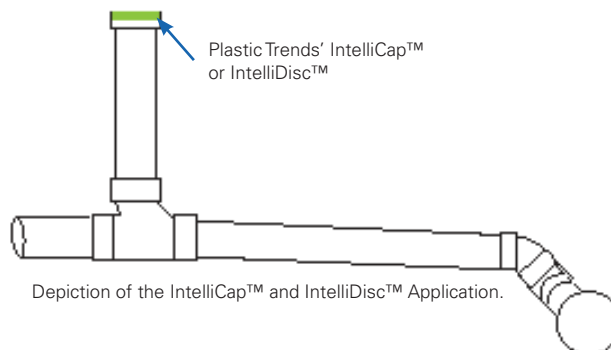 Plastic Trends’ IntelliCap™
or IntelliDisc™
Depiction of the IntelliCap™ and IntelliDisc™ Application.